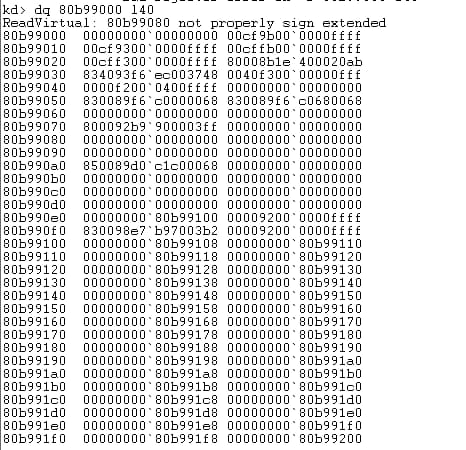 kd> dq 80b99000 140
ReadVirtual: 80b99080 not properly sign extended
80b99000  00000000`00000000 00cf9b00`0000ffff
80b99010  00cf9300`0000ffff 00cffb00`0000ffff
80b99020  00cff300`0000ffff 80008b1e`400020ab
80b99030  834093f6`ec003748 0040f300`00000fff
80b99040  0000f200`0400ffff 00000000`00000000
80b99050  830089f6`c0000068 830089f6`c0680068
80b99060  00000000`00000000 00000000`00000000
80b99070  800092b9`900003ff 00000000`00000000
80b99080  00000000`00000000 00000000`00000000
80b99090  00000000`00000000 00000000`00000000
80b990a0  850089d0`c1c00068 00000000`00000000
80b990b0  00000000`00000000 00000000`00000000
80b990c0  00000000`00000000 00000000`00000000
80b990d0  00000000`00000000 00000000`00000000
80b990e0  00000000`80b99100 00009200`0000ffff
80b990f0  830098e7`b97003b2 00009200`0000ffff
80b99100  00000000`80b99108 00000000`80b99110
80b99110  00000000`80b99118 00000000`80b99120
80b99120  00000000`80b99128 00000000`80b99130
80b99130  00000000`80b99138 00000000`80b99140
80b99140  00000000`80b99148 00000000`80b99150
80b99150  00000000`80b99158 00000000`80b99160
80b99160  00000000`80b99168 00000000`80b99170
80b99170  00000000`80b99178 00000000`80b99180
80b99180  00000000`80b99188 00000000`80b99190
80b99190  00000000`80b99198 00000000`80b991a0
80b991a0  00000000`80b991a8 00000000`80b991b0
80b991b0  00000000`80b991b8 00000000`80b991c0
80b991c0  00000000`80b991c8 00000000`80b991d0
80b991d0  00000000`80b991d8 00000000`80b991e0
80b991e0  00000000`80b991e8 00000000`80b991f0
80b991f0  00000000`80b991f8 00000000`80b99200